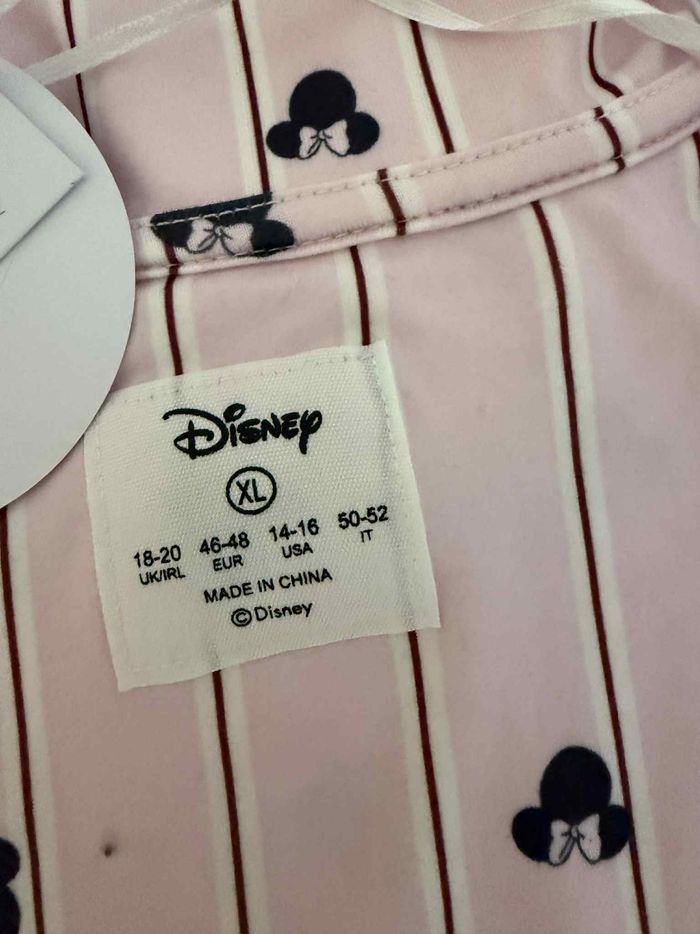 Disney
XL
18-20 46-48 14-16 50-52
UK/IRL EUR USA IT
MADE IN CHINA
©Disney